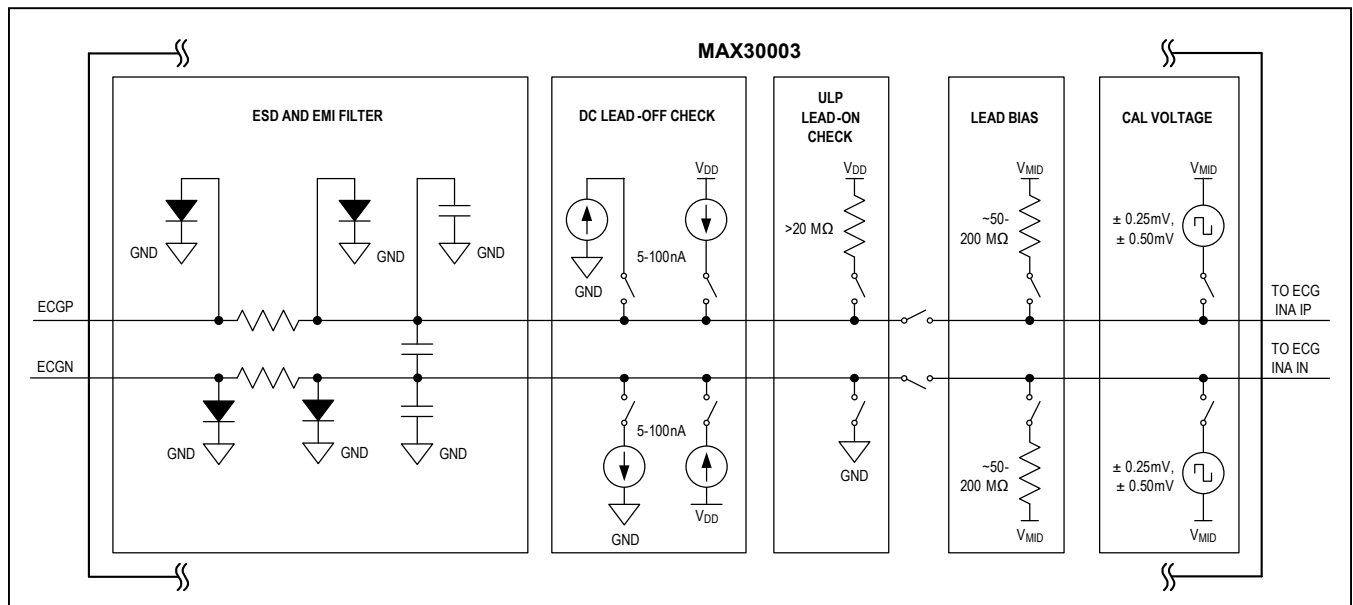 MAX30003
ESD AND EMI FILTER
DC LEAD-OFF CHECK
ULP
LEAD-ON
CHECK
LEAD BIAS
CAL VOLTAGE
GND
GND
GND
GND
VDD
5-100nA
VDD
>20 MΩ
VMID
~50-
200 MΩ
VMID
± 0.25mV,
± 0.50mV
ECGP
TO ECG
INA IP
ECGN
TO ECG
INA IN
GND
GND
GND
5-100nA
GND
VDD
GND
~50-
200 MΩ
VMID
± 0.25mV,
± 0.50mV
VMID